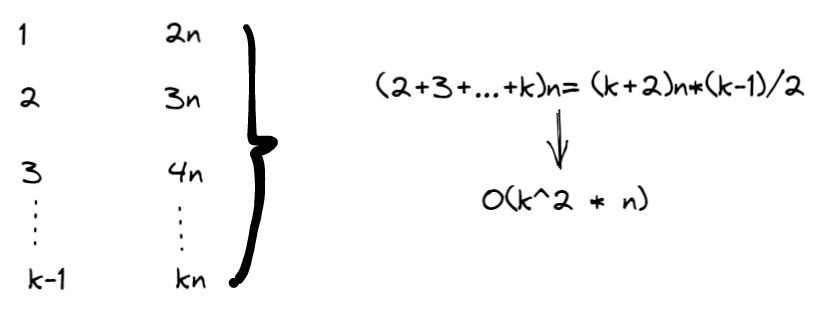 1 2n
2 3n
3 4n
k-1 kn
(2+3+...+k)n= (k+2)n*(k-1)/2
O(k^2 * n)